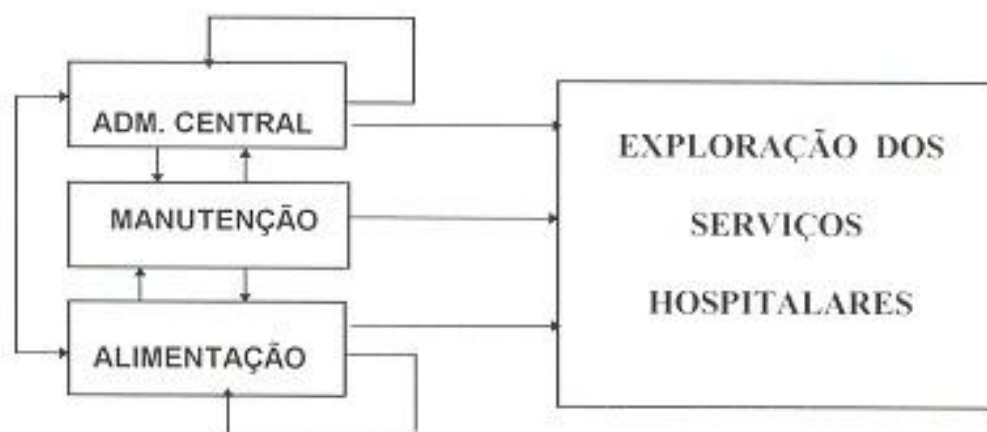 ADM. CENTRAL
MANUTENÇÃO
ALIMENTAÇÃO
EXPLORAÇÃO DOS
SERVIÇOS
HOSPITALARES